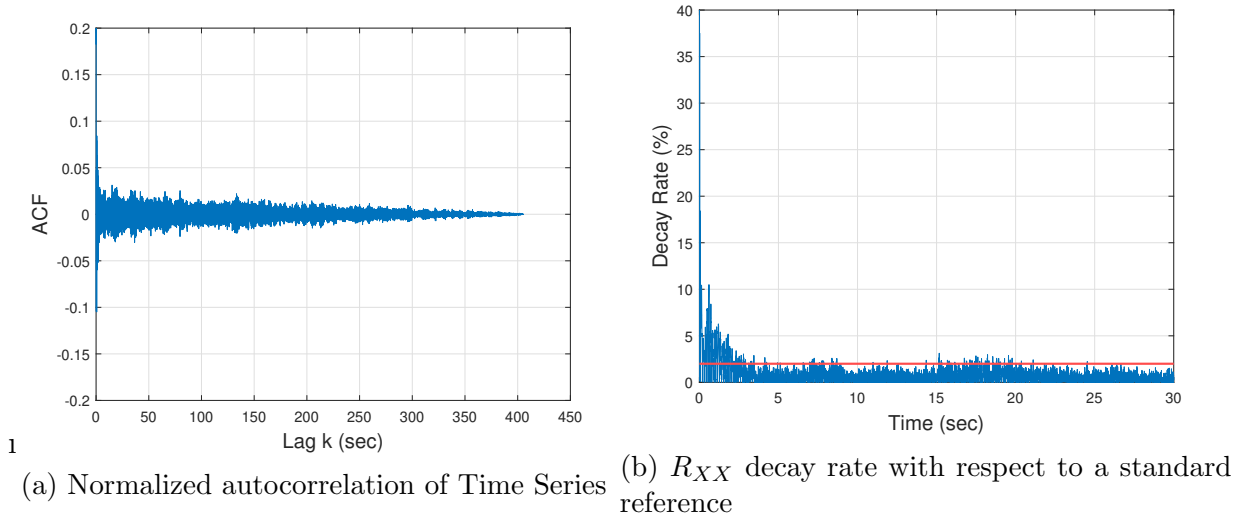 0.2
0.15
0.1
0.05
0
-0.05
-0.1
-0.15
-0.2
ACF
0 50 100 150 200 250 300 350 400 450
Lag k (sec)
1
(a) Normalized autocorrelation of Time Series
40
35
30
25
20
15
10
5
0
Decay Rate (%)
0 5 10 15 20 25 30
Time (sec)
(b) R_{XX} decay rate with respect to a standard
reference